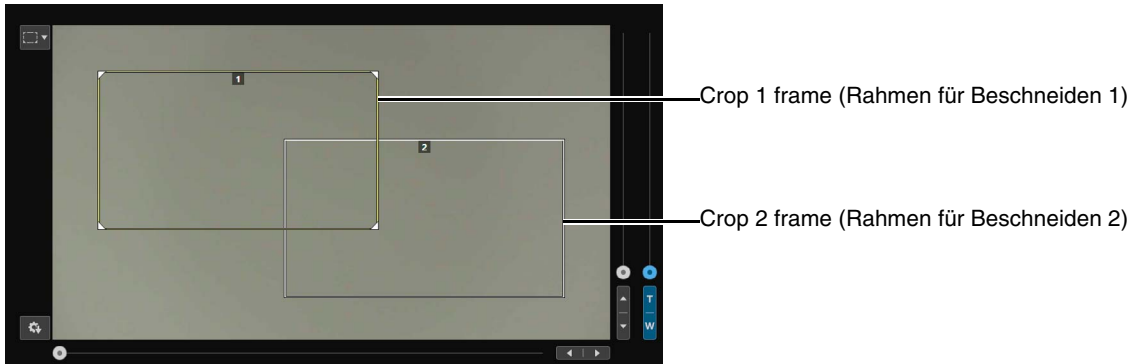 1
Crop 1 frame (Rahmen für Beschneiden 1)
2
Crop 2 frame (Rahmen für Beschneiden 2)
T
W